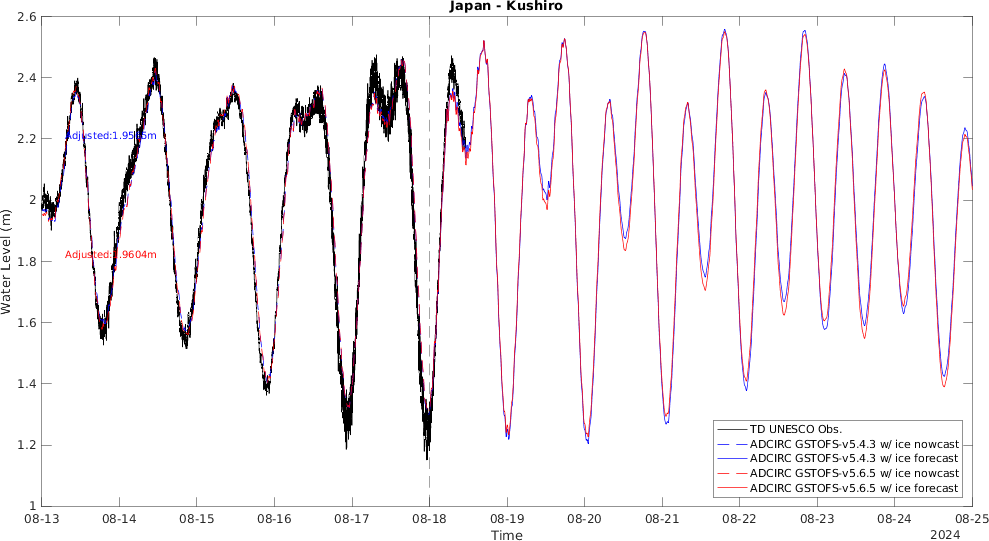 Japan - Kushiro
2.6
2.4
2.2
2
1.8
1.6
1.4
1.2
1
Water Level (m)
Adjusted:1.9565m
Adjusted:1.9604m
TD UNESCO Obs.
ADCIRC GSTOFS-v5.4.3 w/ ice nowcast
ADCIRC GSTOFS-v5.4.3 w/ ice forecast
ADCIRC GSTOFS-v5.6.5 w/ ice nowcast
ADCIRC GSTOFS-v5.6.5 w/ ice forecast
08-13 08-14 08-15 08-16 08-17 08-18 08-19 08-20 08-21 08-22 08-23 08-24 08-25
Time
2024